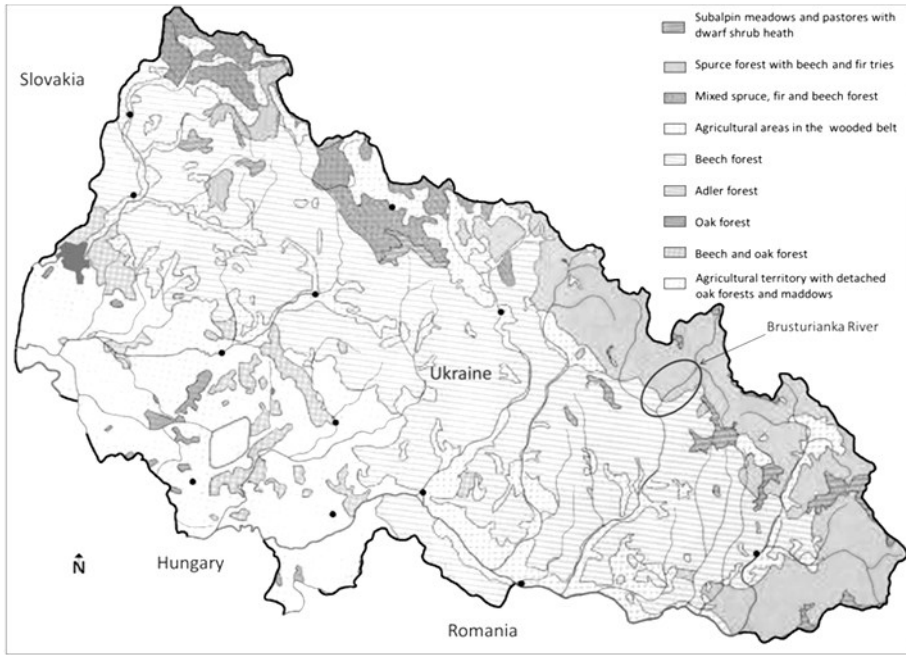 Slovakia
Subalpin meadows and pastores with
dwarf shrub heath
Spurce forest with beech and fir tries
Mixed spruce, fir and beech forest
Agricultural areas in the wooded belt
Beech forest
Adler forest
Oak forest
Beech and oak forest
Agricultural territory with detached
oak forests and maddows
Brusturianka River
Ukraine
N
Hungary
Romania